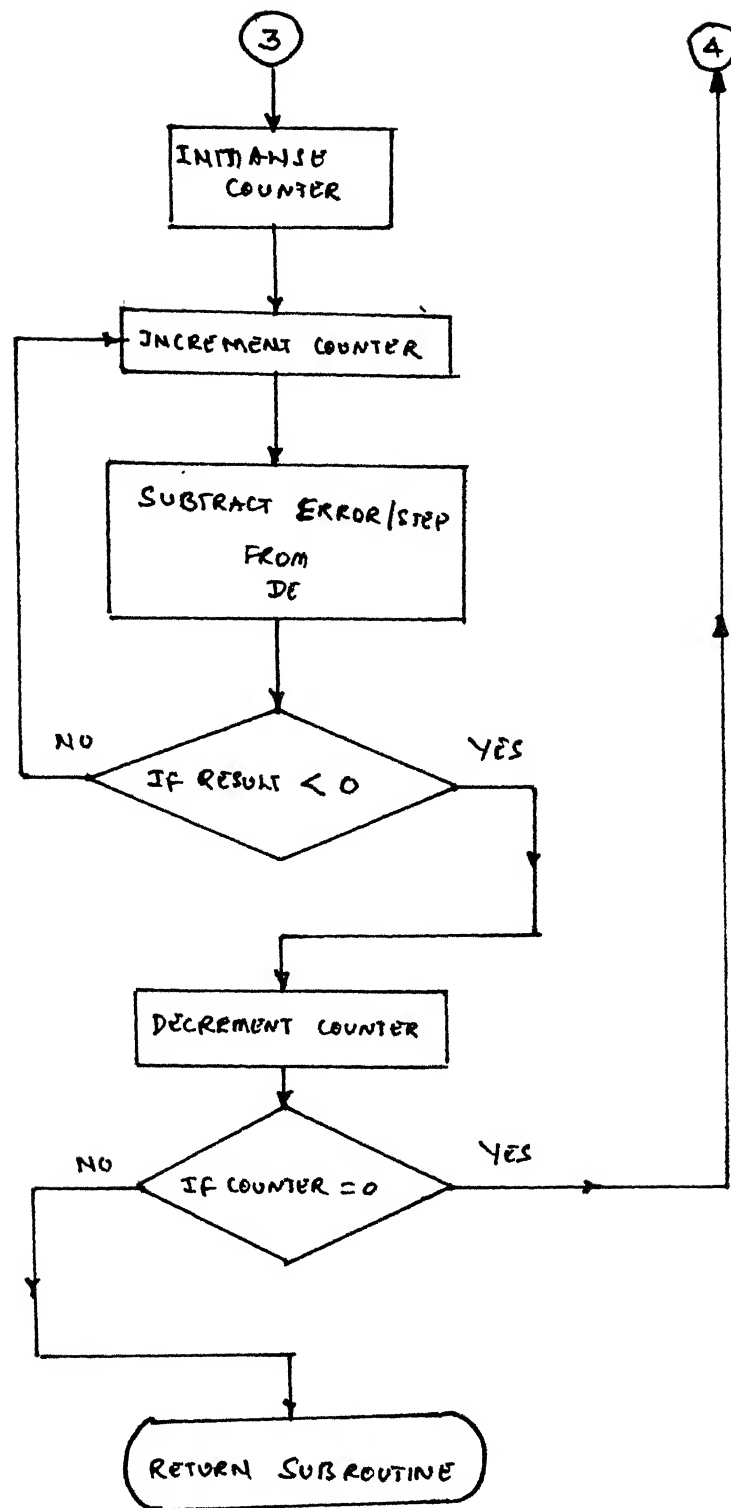 3
4
INITIALISE
COUNTER
INCREMENT COUNTER
SUBTRACT ERROR/STEP
FROM
DE
NO
YES
IF RESULT < 0
DECREMENT COUNTER
NO
YES
IF COUNTER = 0
RETURN SUBROUTINE